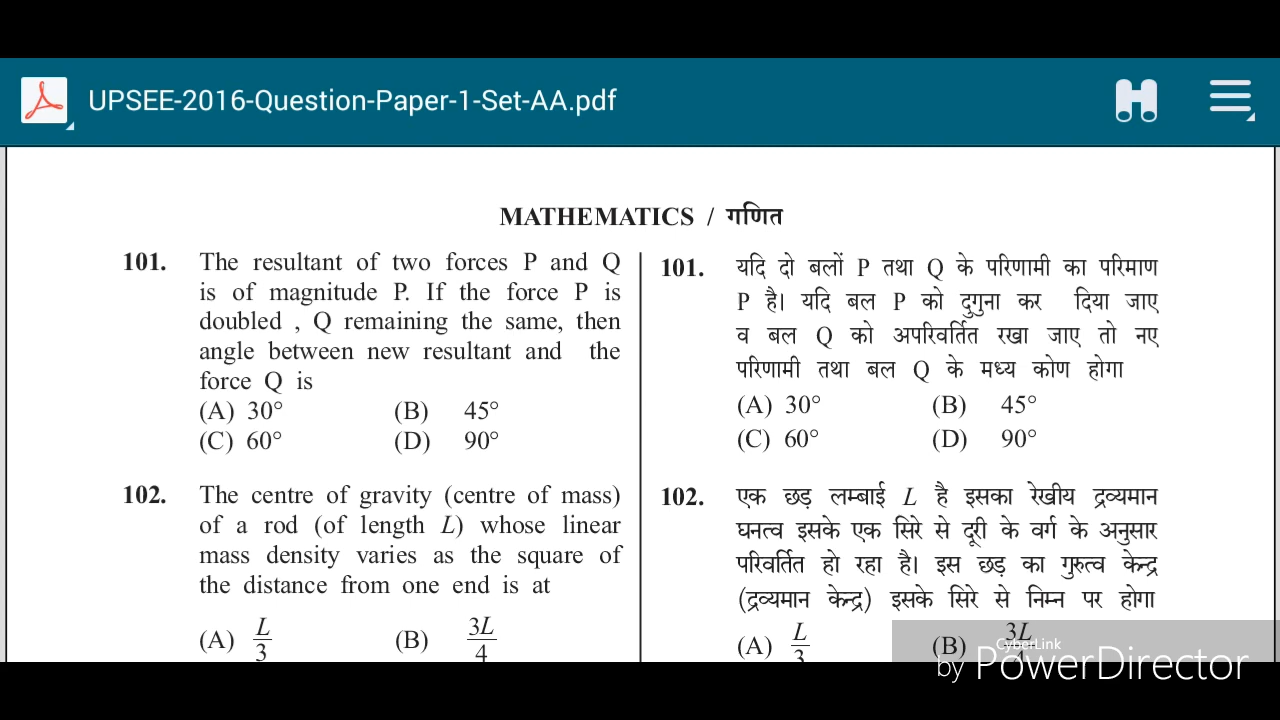 UPSEE-2016-Question-Paper-1-Set-AA.pdf
MATHEMATICS / गणित
101. The resultant of two forces P and Q
is of magnitude P. If the force P is
doubled , Q remaining the same, then
angle between new resultant and the
force Q is
(A) 30° (B) 45°
(C) 60° (D) 90°
102. The centre of gravity (centre of mass)
of a rod (of length L) whose linear
mass density varies as the square of
the distance from one end is at
(A) L/3 (B) 3L/4
101. यदि दो बलों P तथा Q के परिणामी का परिमाण
P है। यदि बल P को दुगुना कर दिया जाए
व बल Q को अपरिवर्तित रखा जाए तो नए
परिणामी तथा बल Q के मध्य कोण होगा
(A) 30° (B) 45°
(C) 60° (D) 90°
102. एक छड़ लम्बाई L है इसका रेखीय द्रव्यमान
घनत्व इसके एक सिरे से दूरी के वर्ग के अनुसार
परिवर्तित हो रहा है। इस छड़ का गुरुत्व केन्द्र
(द्रव्यमान केन्द्र) इसके सिरे से निम्न पर होगा
(A) L/3 (B) 3L/4
CyberLink
by PowerDirector